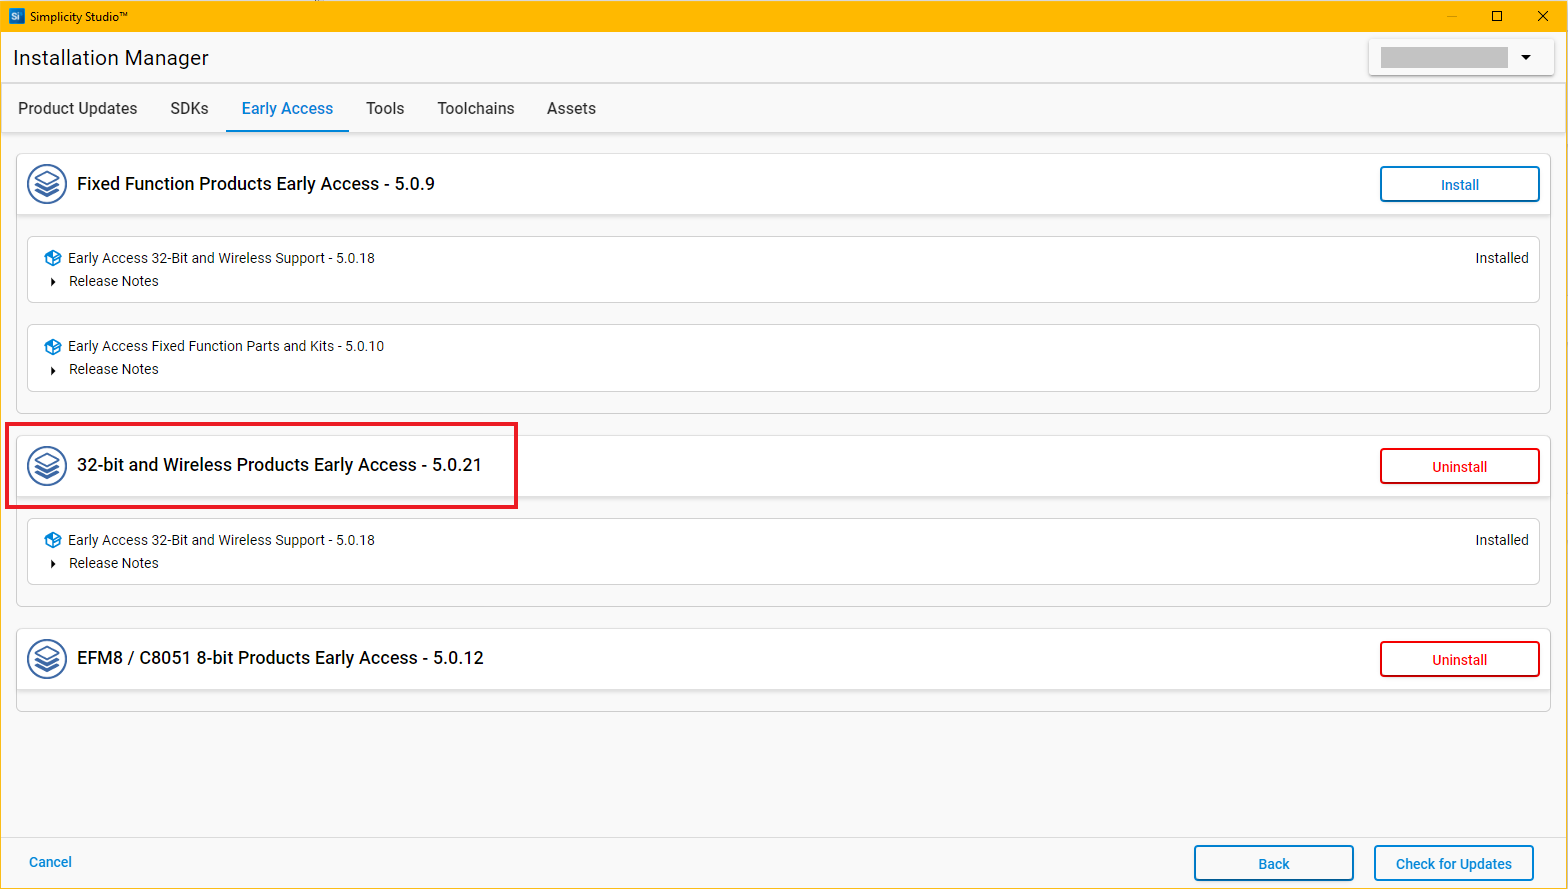 Si Simplicity Studio™
Installation Manager
Product Updates SDKs Early Access Tools Toolchains Assets
Fixed Function Products Early Access - 5.0.9 Install
Early Access 32-Bit and Wireless Support - 5.0.18 Installed
Release Notes
Early Access Fixed Function Parts and Kits - 5.0.10
Release Notes
32-bit and Wireless Products Early Access - 5.0.21 Uninstall
Early Access 32-Bit and Wireless Support - 5.0.18 Installed
Release Notes
EFM8 / C8051 8-bit Products Early Access - 5.0.12 Uninstall
Cancel Back Check for Updates